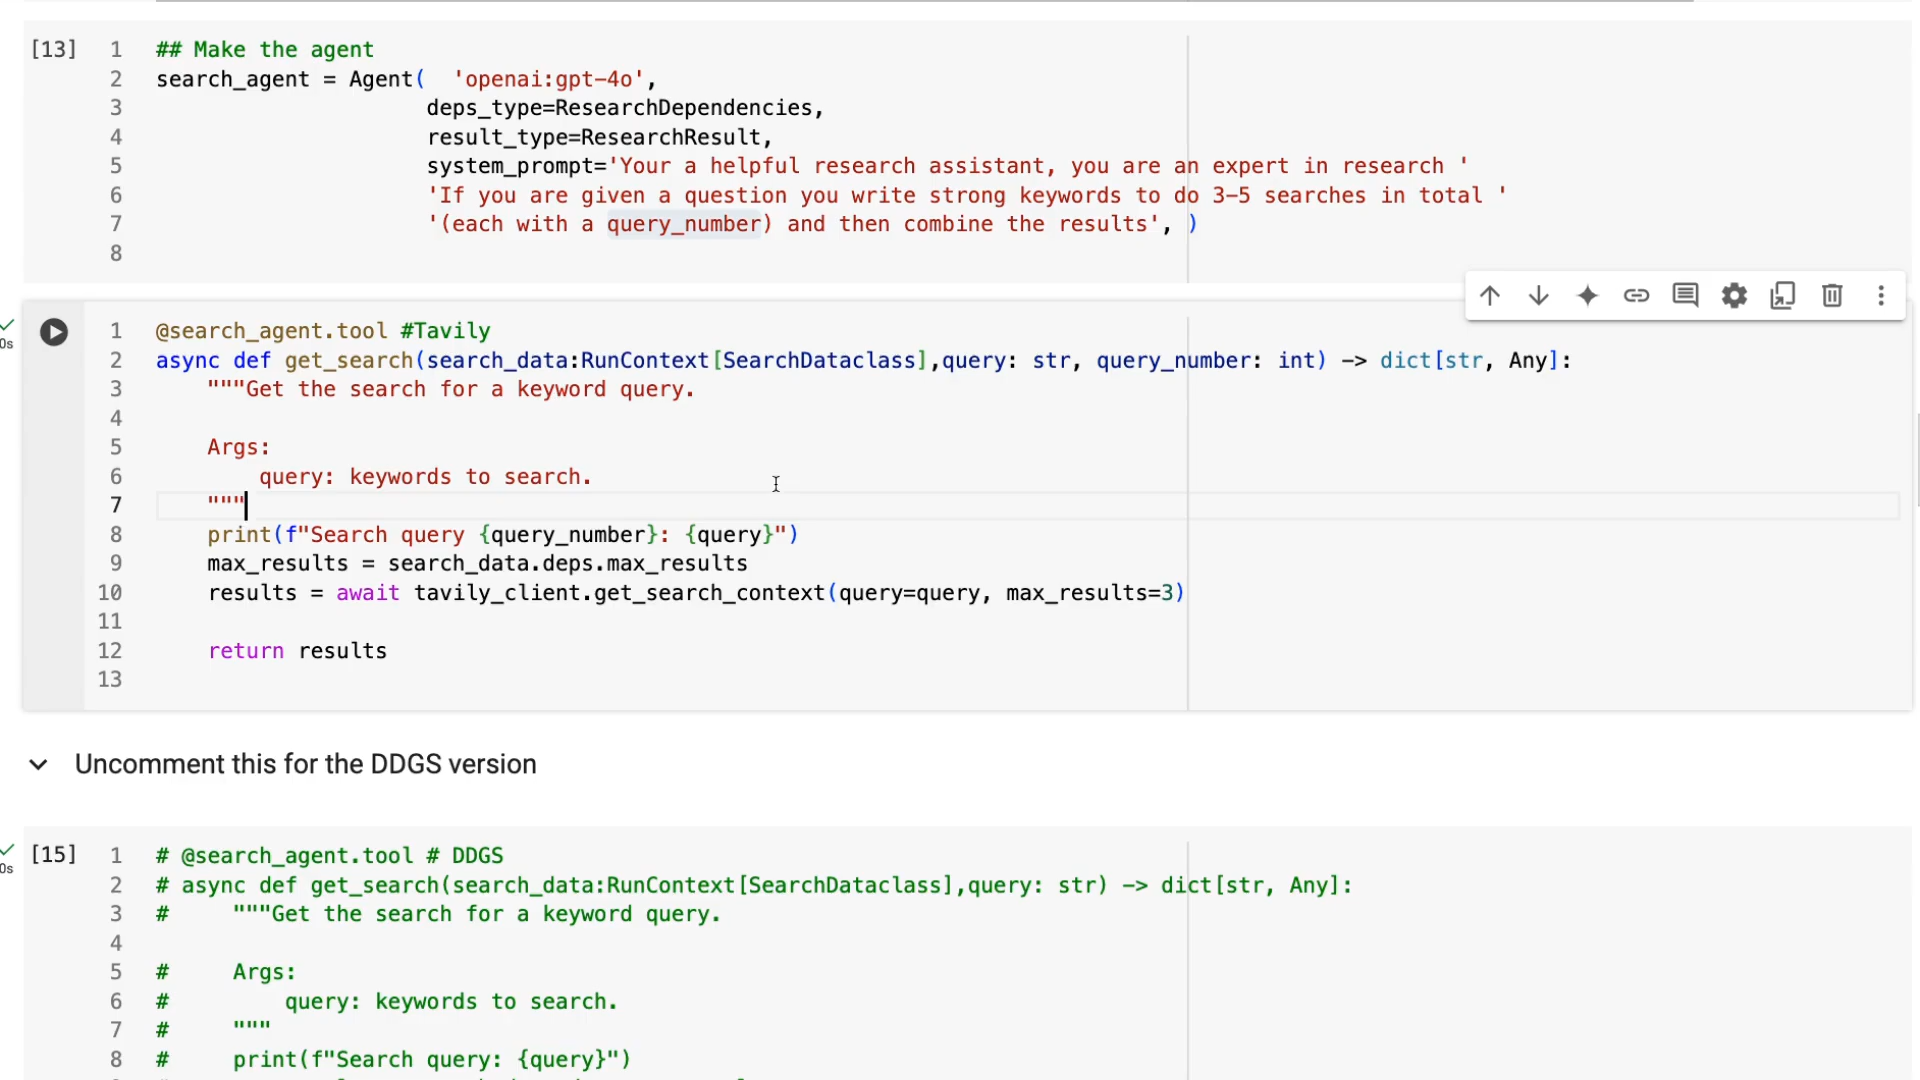 [13] 1 ## Make the agent
2 search_agent = Agent(  'openai:gpt-4o',
3 deps_type=ResearchDependencies,
4 result_type=ResearchResult,
5 system_prompt='Your a helpful research assistant, you are an expert in research '
6 'If you are given a question you write strong keywords to do 3-5 searches in total '
7 '(each with a query_number) and then combine the results', )
8
1 @search_agent.tool #Tavily
0s
2 async def get_search(search_data:RunContext[SearchDataclass],query: str, query_number: int) -> dict[str, Any]:
3 """Get the search for a keyword query.
4
5 Args:
6 query: keywords to search.
7 """
8 print(f"Search query {query_number}: {query}")
9 max_results = search_data.deps.max_results
10 results = await tavily_client.get_search_context(query=query, max_results=3)
11
12 return results
13
Uncomment this for the DDGS version
[15] 1 # @search_agent.tool # DDGS
0s
2 # async def get_search(search_data:RunContext[SearchDataclass],query: str) -> dict[str, Any]:
3 # """Get the search for a keyword query.
4
5 # Args:
6 # query: keywords to search.
7 # """
8 # print(f"Search query: {query}")